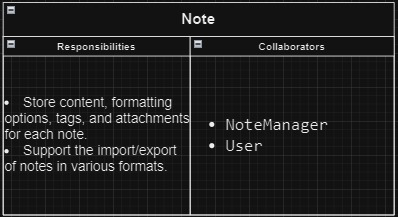 Note
Responsibilities
Collaborators
• Store content, formatting
options, tags, and attachments
for each note.
• Support the import/export
of notes in various formats.
• NoteManager
• User